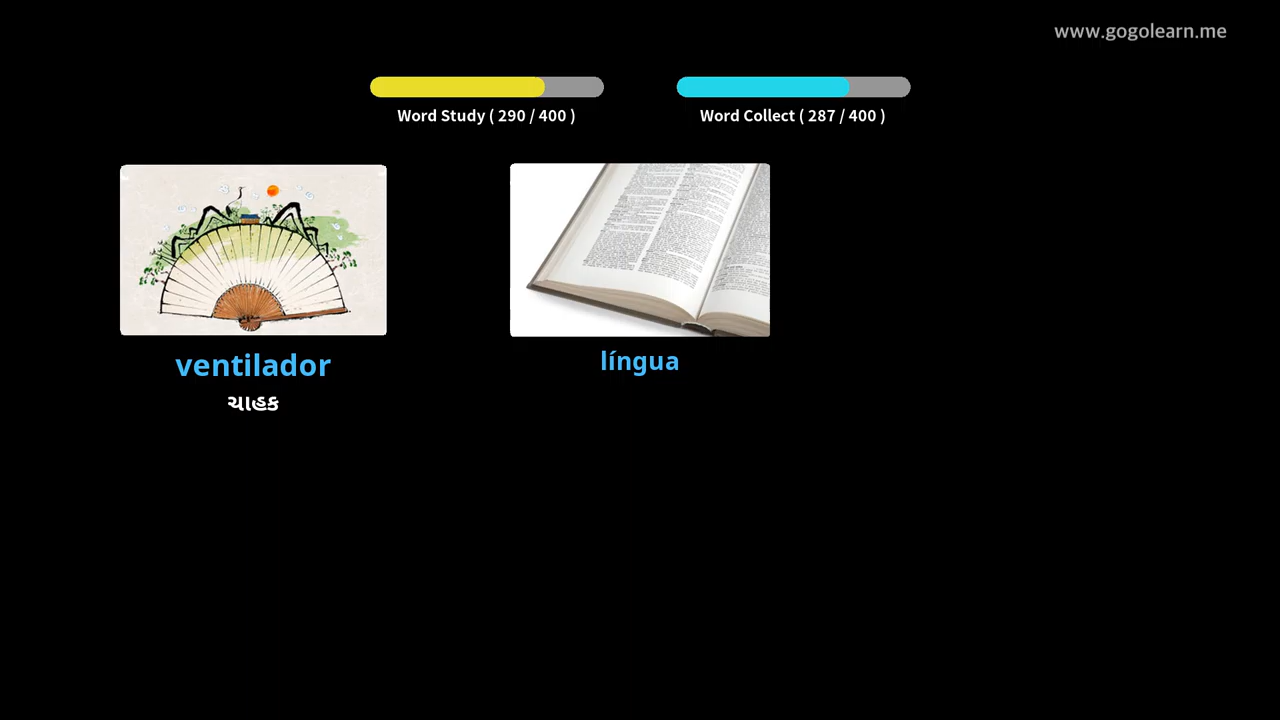 www.gogolearn.me
Word Study ( 290 / 400 )
Word Collect ( 287 / 400 )
ventilador
ચાહક
língua